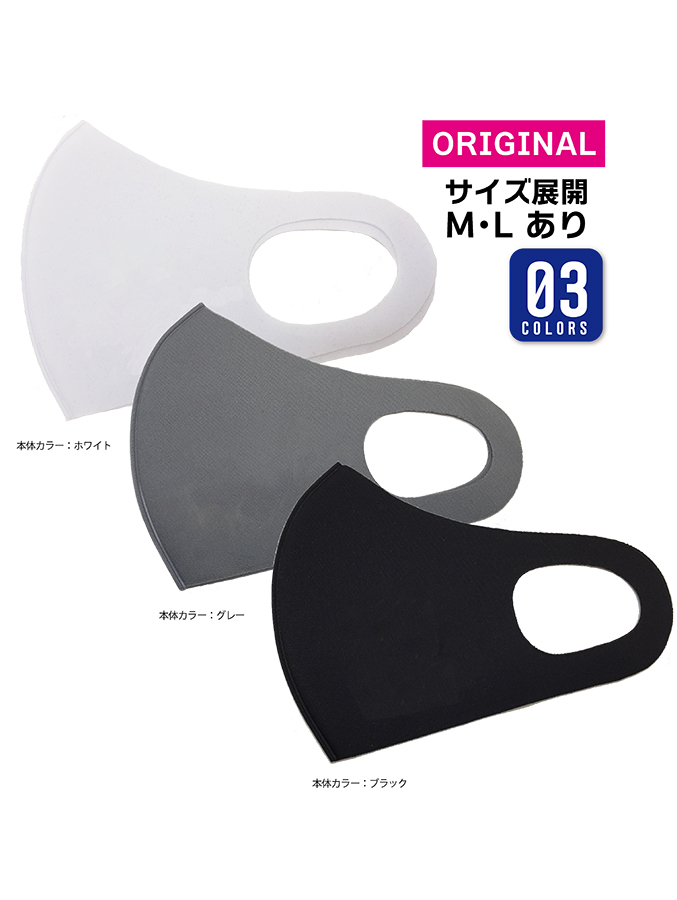 ORIGINAL
サイズ展開
M・L あり
03
COLORS
本体カラー：ホワイト
本体カラー：グレー
本体カラー：ブラック